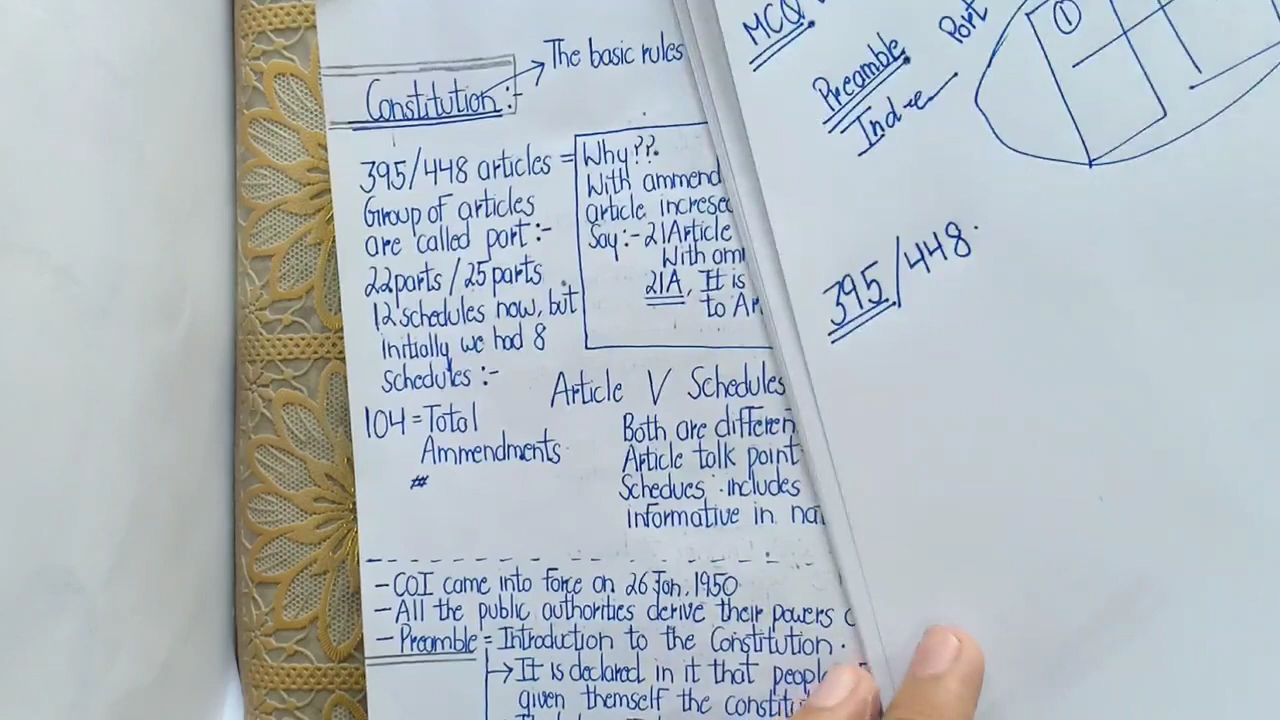 The basic rules
Constitution :-
395/448 articles =
Group of articles
are called part :-
22parts / 25 parts
12 schedules now, but
initially we had 8
schedules :-
104 = Total
Ammendments
#
Why??
With ammend
article incresed
Say :- 21Article
With om
21A, It is
to Ar
Article V Schedules
Both are differen
Article talk point
Schedues includes
informative in na
- COI came into force on 26 Jan, 1950
- All the public authorities derive their powers
- Preamble = Introduction to the Constitution.
→ It is declared in it that people
given themself the constitu
MCQ
Preamble
Ind-e
Part
①
395/448.